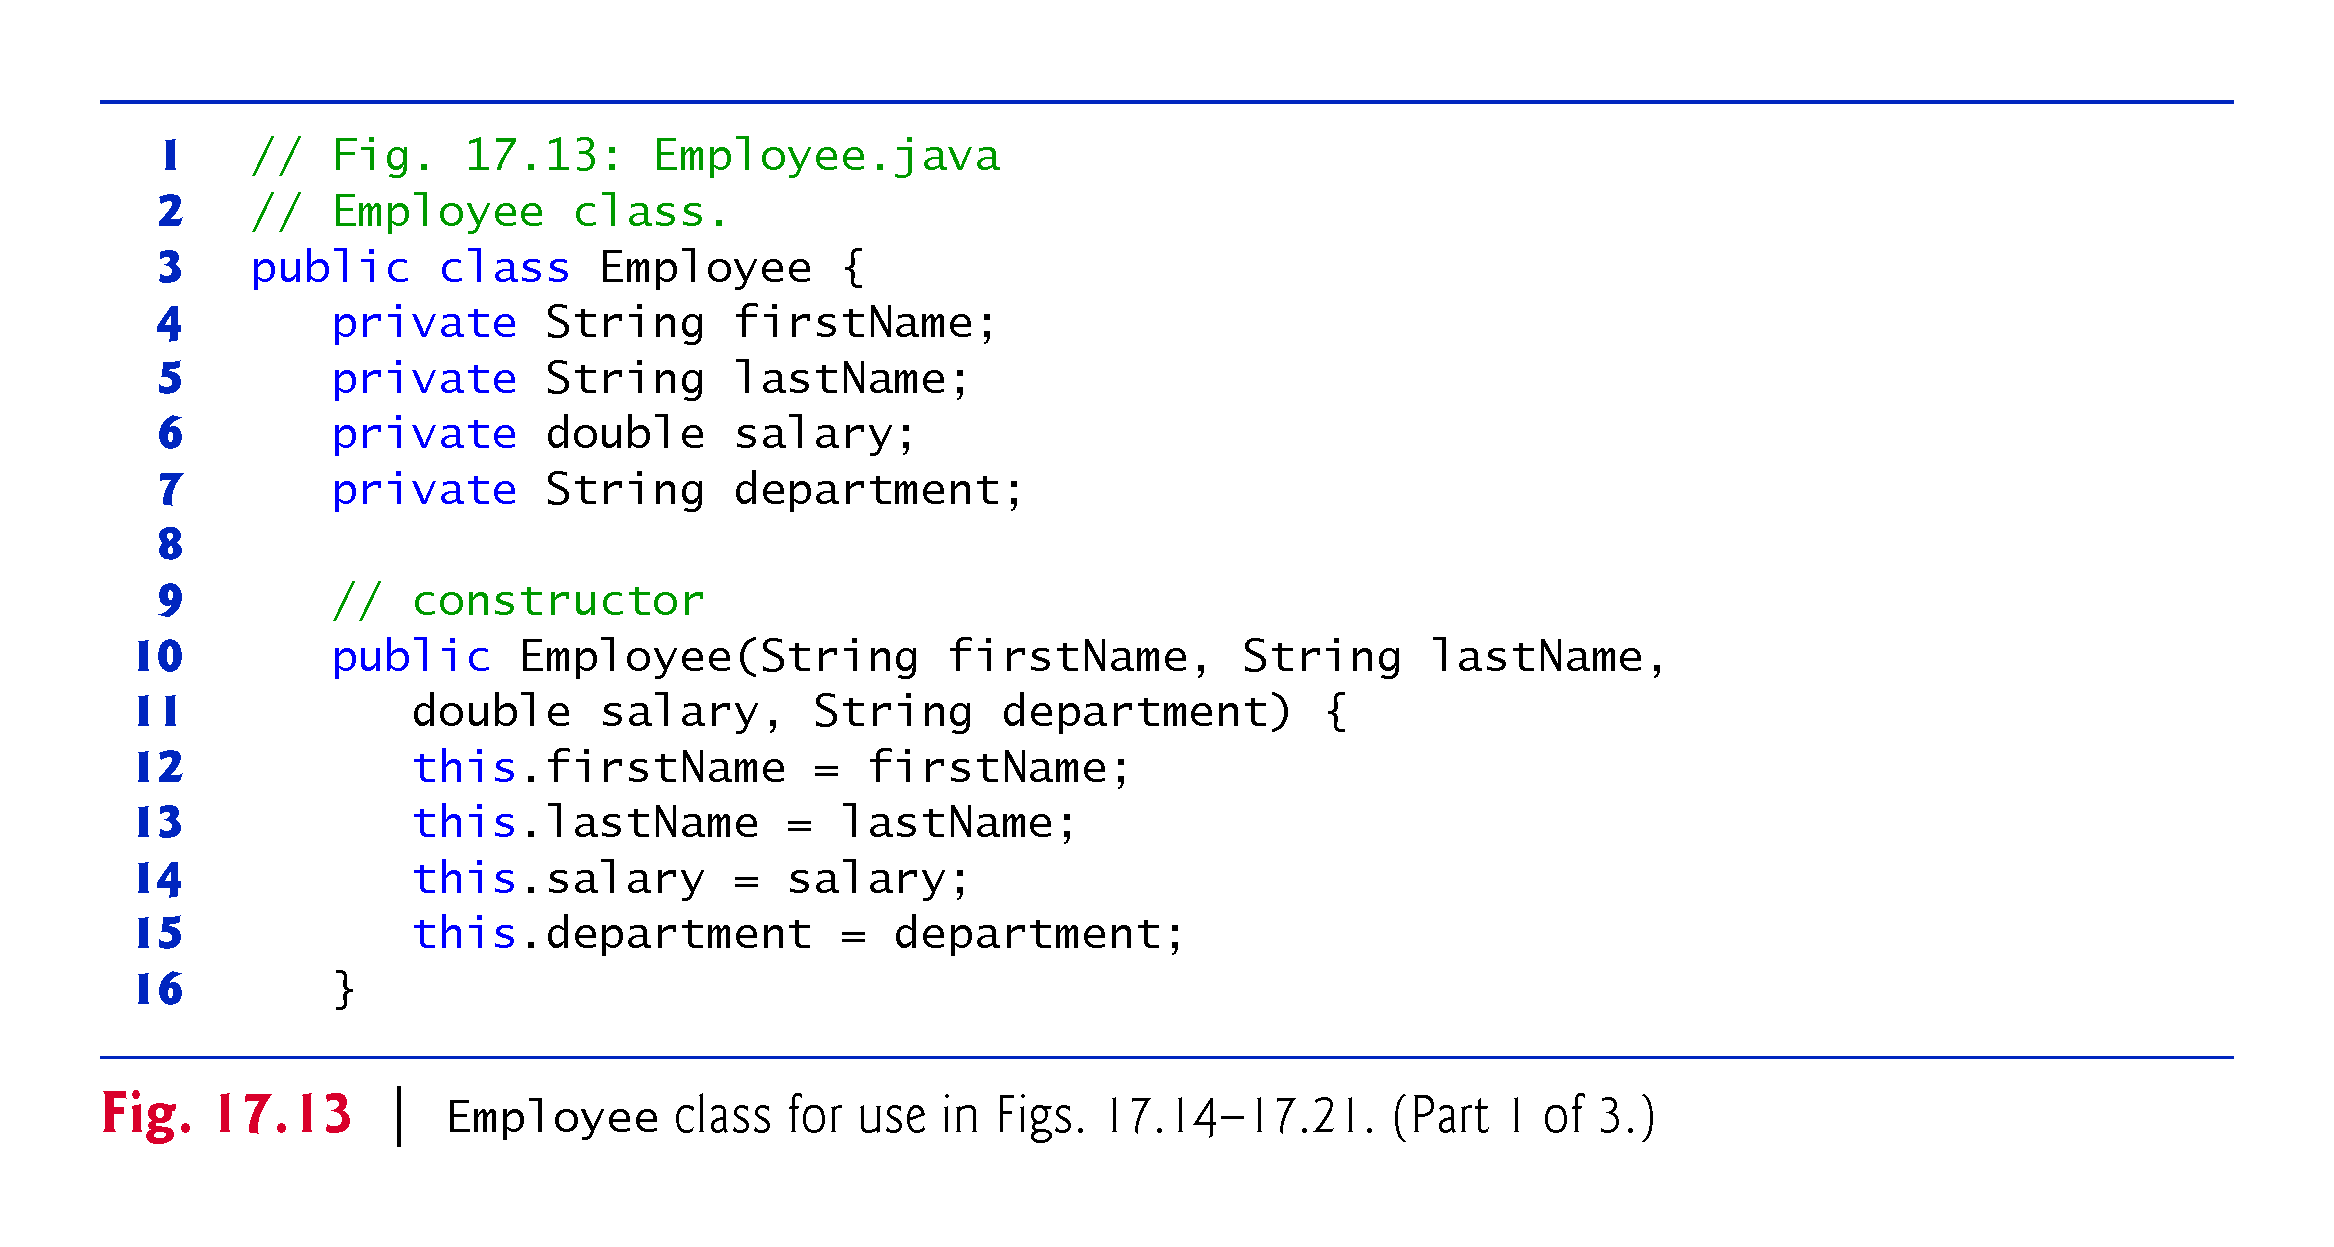 1 // Fig. 17.13: Employee.java
2 // Employee class.
3 public class Employee {
4    private String firstName;
5    private String lastName;
6    private double salary;
7    private String department;
8
9    // constructor
10    public Employee(String firstName, String lastName,
11       double salary, String department) {
12       this.firstName = firstName;
13       this.lastName = lastName;
14       this.salary = salary;
15       this.department = department;
16    }
Fig. 17.13 | Employee class for use in Figs. 17.14–17.21. (Part 1 of 3.)